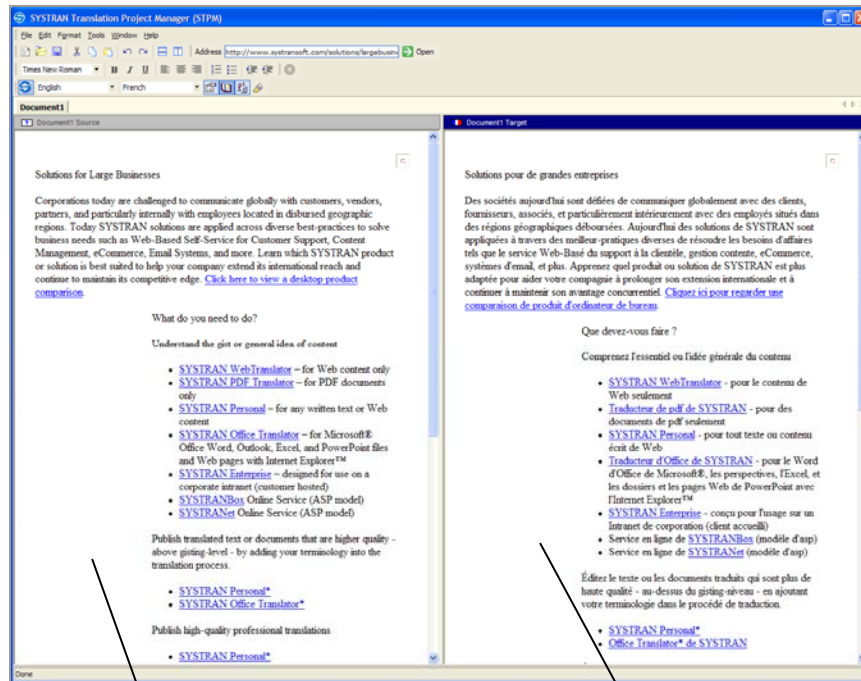 SYSTRAN Translation Project Manager (STPM)
File Edit Format Tools Window Help
Address http://www.systransoft.com/solutions/largebusin Open
Times New Roman B I U
English French
Document1
Document1 Source
Solutions for Large Businesses
Corporations today are challenged to communicate globally with customers, vendors,
partners, and particularly internally with employees located in disbursed geographic
regions. Today SYSTRAN solutions are applied across diverse best-practices to solve
business needs such as Web-Based Self-Service for Customer Support, Content
Management, eCommerce, Email Systems, and more. Learn which SYSTRAN product
or solution is best suited to help your company extend its international reach and
continue to maintain its competitive edge. Click here to view a desktop product
comparison.
What do you need to do?
Understand the gist or general idea of content
• SYSTRAN WebTranslator – for Web content only
• SYSTRAN PDF Translator – for PDF documents
only
• SYSTRAN Personal – for any written text or Web
content
• SYSTRAN Office Translator – for Microsoft®
Office Word, Outlook, Excel, and PowerPoint files
and Web pages with Internet Explorer™
• SYSTRAN Enterprise – designed for use on a
corporate intranet (customer hosted)
• SYSTRANBox Online Service (ASP model)
• SYSTRANet Online Service (ASP model)
Publish translated text or documents that are higher quality -
above gisting-level - by adding your terminology into the
translation process.
• SYSTRAN Personal*
• SYSTRAN Office Translator*
Publish high-quality professional translations
• SYSTRAN Personal*
Document1 Target
Solutions pour de grandes entreprises
Des sociétés aujourd'hui sont défiées de communiquer globalement avec des clients,
fournisseurs, associés, et particulièrement intérieurement avec des employés situés dans
des régions géographiques déboursées. Aujourd'hui des solutions de SYSTRAN sont
appliquées à travers des meilleur-pratiques diverses de résoudre les besoins d'affaires
tels que le service Web-Basé du support à la clientèle, gestion contente, eCommerce,
systèmes d'email, et plus. Apprenez quel produit ou solution de SYSTRAN est plus
adaptée pour aider votre compagnie à prolonger son extension internationale et à
continuer à maintenir son avantage concurrentiel. Cliquez ici pour regarder une
comparaison de produit d'ordinateur de bureau.
Que devez-vous faire ?
Comprenez l'essentiel ou l'idée générale du contenu
• SYSTRAN WebTranslator - pour le contenu de
Web seulement
• Traducteur de pdf de SYSTRAN - pour des
documents de pdf seulement
• SYSTRAN Personal - pour tout texte ou contenu
écrit de Web
• Traducteur d'Office de SYSTRAN - pour le Word
d'Office de Microsoft®, les perspectives, l'Excel, et
les dossiers et les pages Web de PowerPoint avec
l'Internet Explorer™
• SYSTRAN Enterprise - conçu pour l'usage sur un
Intranet de corporation (client accueilli)
• Service en ligne de SYSTRANBox (modèle d'asp)
• Service en ligne de SYSTRANet (modèle d'asp)
Éditez le texte ou les documents traduits qui sont plus de
haute qualité - au-dessus du gisting-niveau - en ajoutant
votre terminologie dans le procédé de traduction.
• SYSTRAN Personal*
• Office Translator* de SYSTRAN
Done